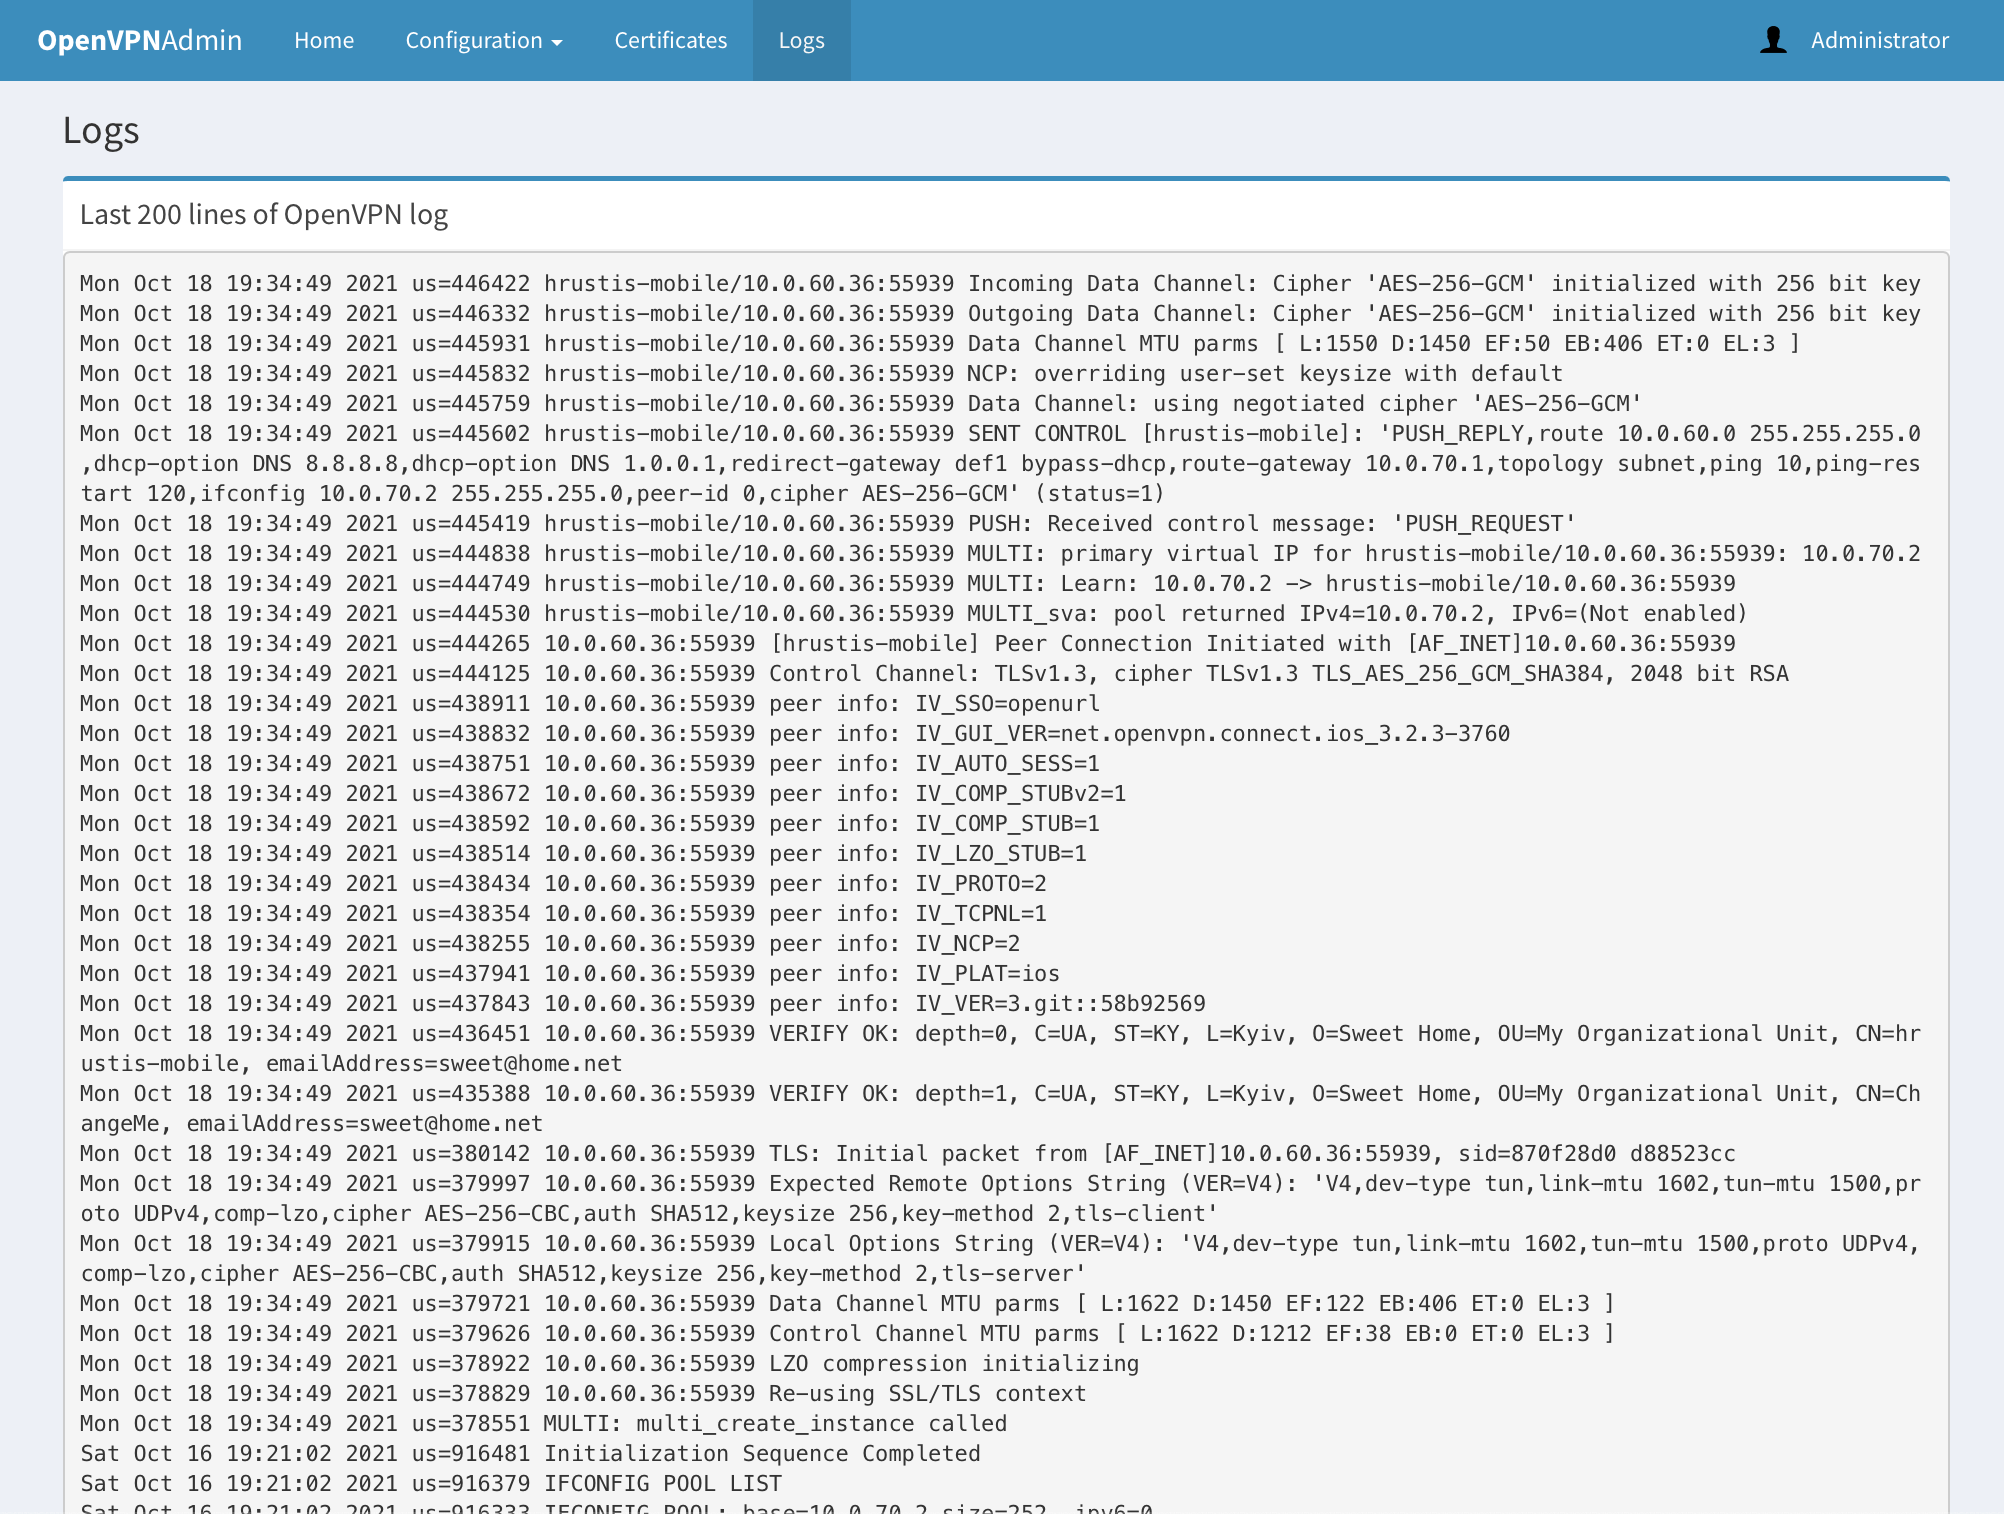 OpenVPNAdmin Home Configuration Certificates Logs Administrator
Logs
Last 200 lines of OpenVPN log
Mon Oct 18 19:34:49 2021 us=446422 hrustis-mobile/10.0.60.36:55939 Incoming Data Channel: Cipher 'AES-256-GCM' initialized with 256 bit key
Mon Oct 18 19:34:49 2021 us=446332 hrustis-mobile/10.0.60.36:55939 Outgoing Data Channel: Cipher 'AES-256-GCM' initialized with 256 bit key
Mon Oct 18 19:34:49 2021 us=445931 hrustis-mobile/10.0.60.36:55939 Data Channel MTU parms [ L:1550 D:1450 EF:50 EB:406 ET:0 EL:3 ]
Mon Oct 18 19:34:49 2021 us=445832 hrustis-mobile/10.0.60.36:55939 NCP: overriding user-set keysize with default
Mon Oct 18 19:34:49 2021 us=445759 hrustis-mobile/10.0.60.36:55939 Data Channel: using negotiated cipher 'AES-256-GCM'
Mon Oct 18 19:34:49 2021 us=445602 hrustis-mobile/10.0.60.36:55939 SENT CONTROL [hrustis-mobile]: 'PUSH_REPLY,route 10.0.60.0 255.255.255.0
,dhcp-option DNS 8.8.8.8,dhcp-option DNS 1.0.0.1,redirect-gateway def1 bypass-dhcp,route-gateway 10.0.70.1,topology subnet,ping 10,ping-res
tart 120,ifconfig 10.0.70.2 255.255.255.0,peer-id 0,cipher AES-256-GCM' (status=1)
Mon Oct 18 19:34:49 2021 us=445419 hrustis-mobile/10.0.60.36:55939 PUSH: Received control message: 'PUSH_REQUEST'
Mon Oct 18 19:34:49 2021 us=444838 hrustis-mobile/10.0.60.36:55939 MULTI: primary virtual IP for hrustis-mobile/10.0.60.36:55939: 10.0.70.2
Mon Oct 18 19:34:49 2021 us=444749 hrustis-mobile/10.0.60.36:55939 MULTI: Learn: 10.0.70.2 -> hrustis-mobile/10.0.60.36:55939
Mon Oct 18 19:34:49 2021 us=444530 hrustis-mobile/10.0.60.36:55939 MULTI_sva: pool returned IPv4=10.0.70.2, IPv6=(Not enabled)
Mon Oct 18 19:34:49 2021 us=444265 10.0.60.36:55939 [hrustis-mobile] Peer Connection Initiated with [AF_INET]10.0.60.36:55939
Mon Oct 18 19:34:49 2021 us=444125 10.0.60.36:55939 Control Channel: TLSv1.3, cipher TLSv1.3 TLS_AES_256_GCM_SHA384, 2048 bit RSA
Mon Oct 18 19:34:49 2021 us=438911 10.0.60.36:55939 peer info: IV_SSO=openurl
Mon Oct 18 19:34:49 2021 us=438832 10.0.60.36:55939 peer info: IV_GUI_VER=net.openvpn.connect.ios_3.2.3-3760
Mon Oct 18 19:34:49 2021 us=438751 10.0.60.36:55939 peer info: IV_AUTO_SESS=1
Mon Oct 18 19:34:49 2021 us=438672 10.0.60.36:55939 peer info: IV_COMP_STUBv2=1
Mon Oct 18 19:34:49 2021 us=438592 10.0.60.36:55939 peer info: IV_COMP_STUB=1
Mon Oct 18 19:34:49 2021 us=438514 10.0.60.36:55939 peer info: IV_LZO_STUB=1
Mon Oct 18 19:34:49 2021 us=438434 10.0.60.36:55939 peer info: IV_PROTO=2
Mon Oct 18 19:34:49 2021 us=438354 10.0.60.36:55939 peer info: IV_TCPNL=1
Mon Oct 18 19:34:49 2021 us=438255 10.0.60.36:55939 peer info: IV_NCP=2
Mon Oct 18 19:34:49 2021 us=437941 10.0.60.36:55939 peer info: IV_PLAT=ios
Mon Oct 18 19:34:49 2021 us=437843 10.0.60.36:55939 peer info: IV_VER=3.git::58b92569
Mon Oct 18 19:34:49 2021 us=436451 10.0.60.36:55939 VERIFY OK: depth=0, C=UA, ST=KY, L=Kyiv, O=Sweet Home, OU=My Organizational Unit, CN=hr
ustis-mobile, emailAddress=sweet@home.net
Mon Oct 18 19:34:49 2021 us=435388 10.0.60.36:55939 VERIFY OK: depth=1, C=UA, ST=KY, L=Kyiv, O=Sweet Home, OU=My Organizational Unit, CN=Ch
angeMe, emailAddress=sweet@home.net
Mon Oct 18 19:34:49 2021 us=380142 10.0.60.36:55939 TLS: Initial packet from [AF_INET]10.0.60.36:55939, sid=870f28d0 d88523cc
Mon Oct 18 19:34:49 2021 us=379997 10.0.60.36:55939 Expected Remote Options String (VER=V4): 'V4,dev-type tun,link-mtu 1602,tun-mtu 1500,pr
oto UDPv4,comp-lzo,cipher AES-256-CBC,auth SHA512,keysize 256,key-method 2,tls-client'
Mon Oct 18 19:34:49 2021 us=379915 10.0.60.36:55939 Local Options String (VER=V4): 'V4,dev-type tun,link-mtu 1602,tun-mtu 1500,proto UDPv4,
comp-lzo,cipher AES-256-CBC,auth SHA512,keysize 256,key-method 2,tls-server'
Mon Oct 18 19:34:49 2021 us=379721 10.0.60.36:55939 Data Channel MTU parms [ L:1622 D:1450 EF:122 EB:406 ET:0 EL:3 ]
Mon Oct 18 19:34:49 2021 us=379626 10.0.60.36:55939 Control Channel MTU parms [ L:1622 D:1212 EF:38 EB:0 ET:0 EL:3 ]
Mon Oct 18 19:34:49 2021 us=378922 10.0.60.36:55939 LZO compression initializing
Mon Oct 18 19:34:49 2021 us=378829 10.0.60.36:55939 Re-using SSL/TLS context
Mon Oct 18 19:34:49 2021 us=378551 MULTI: multi_create_instance called
Sat Oct 16 19:21:02 2021 us=916481 Initialization Sequence Completed
Sat Oct 16 19:21:02 2021 us=916379 IFCONFIG POOL LIST
Sat Oct 16 19:21:02 2021 us=916333 IFCONFIG POOL: base=10.0.70.2 size=252, ipv6=0